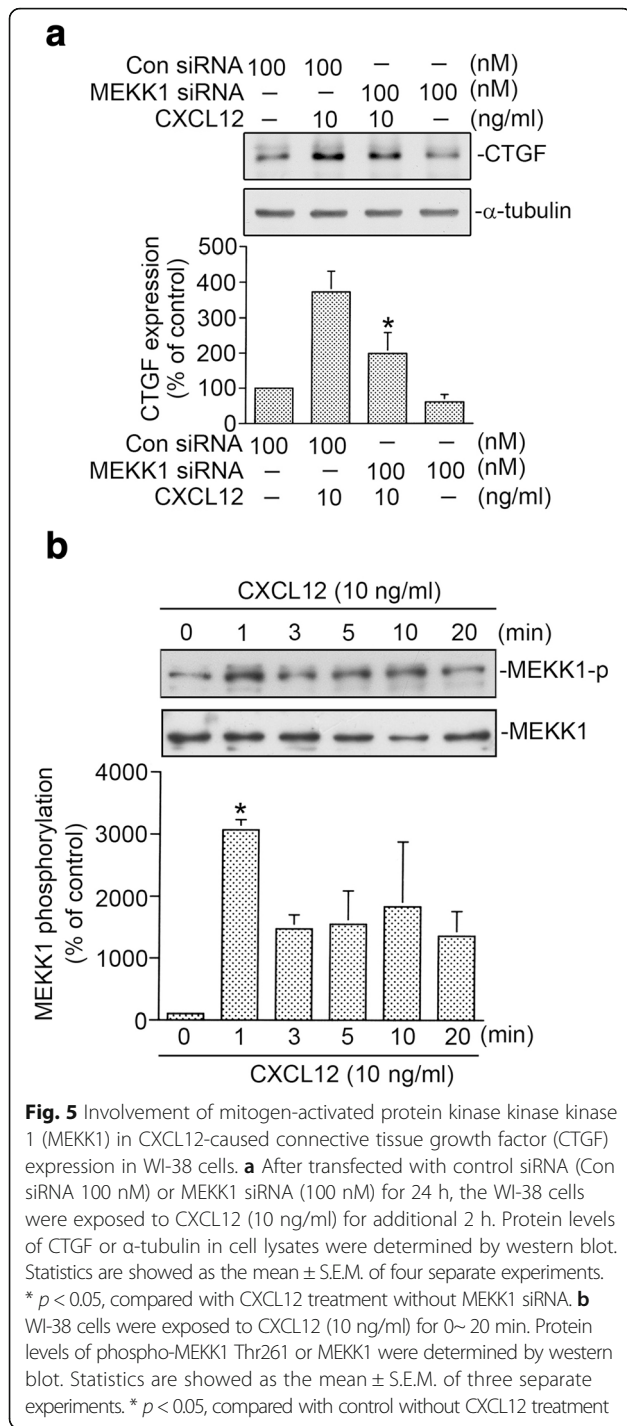 a
Con siRNA 100 100 – – (nM)
MEKK1 siRNA – – 100 100 (nM)
CXCL12 – 10 10 – (ng/ml)
-CTGF
-α-tubulin
CTGF expression
(% of control)
500
400
300
200
100
0
*
Con siRNA 100 100 – – (nM)
MEKK1 siRNA – – 100 100 (nM)
CXCL12 – 10 10 – (ng/ml)
b
CXCL12 (10 ng/ml)
0 1 3 5 10 20 (min)
-MEKK1-p
-MEKK1
MEKK1 phosphorylation
(% of control)
4000
3000
2000
1000
0
*
0 1 3 5 10 20 (min)
CXCL12 (10 ng/ml)
Fig. 5 Involvement of mitogen-activated protein kinase kinase kinase
1 (MEKK1) in CXCL12-caused connective tissue growth factor (CTGF)
expression in WI-38 cells. a After transfected with control siRNA (Con
siRNA 100 nM) or MEKK1 siRNA (100 nM) for 24 h, the WI-38 cells
were exposed to CXCL12 (10 ng/ml) for additional 2 h. Protein levels
of CTGF or α-tubulin in cell lysates were determined by western blot.
Statistics are showed as the mean ± S.E.M. of four separate experiments.
* p < 0.05, compared with CXCL12 treatment without MEKK1 siRNA. b
WI-38 cells were exposed to CXCL12 (10 ng/ml) for 0~ 20 min. Protein
levels of phospho-MEKK1 Thr261 or MEKK1 were determined by western
blot. Statistics are showed as the mean ± S.E.M. of three separate
experiments. * p < 0.05, compared with control without CXCL12 treatment